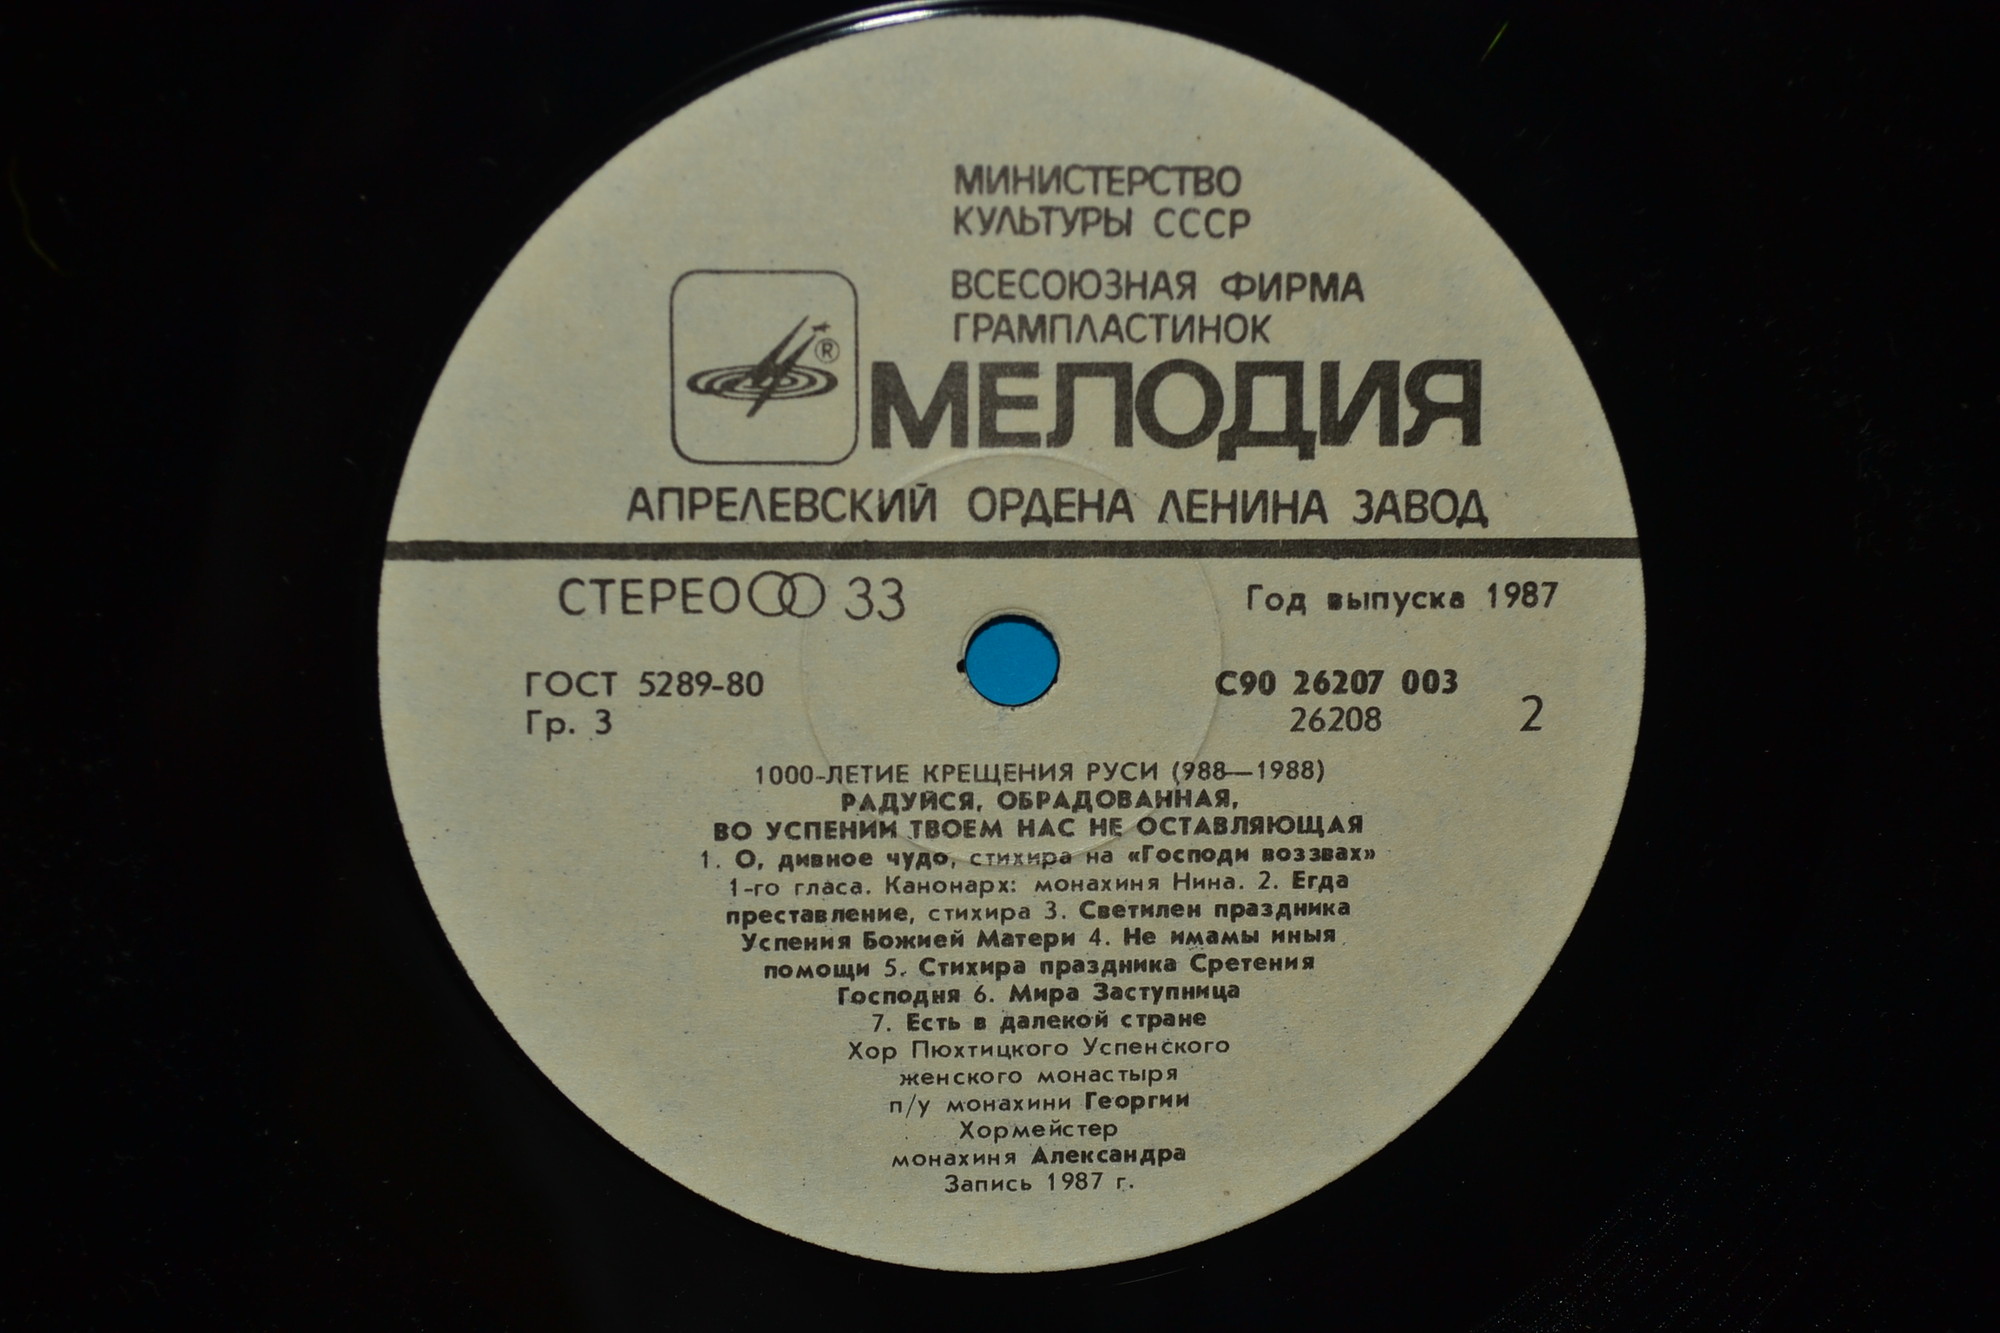 МИНИСТЕРСТВО
КУЛЬТУРЫ СССР
ВСЕСОЮЗНАЯ ФИРМА
ГРАМПЛАСТИНОК
®
МЕЛОДИЯ
АПРЕЛЕВСКИЙ ОРДЕНА ЛЕНИНА ЗАВОД
СТЕРЕО 33
Год выпуска 1987
ГОСТ 5289-80
Гр. 3
С90 26207 003
26208
2
1000-ЛЕТИЕ КРЕЩЕНИЯ РУСИ (988—1988)
РАДУЙСЯ, ОБРАДОВАННАЯ,
ВО УСПЕНИИ ТВОЕМ НАС НЕ ОСТАВЛЯЮЩАЯ
1. О, дивное чудо, стихира на «Господи воззвах»
1-го гласа. Канонарх: монахиня Нина. 2. Егда
преставление, стихира 3. Светилен праздника
Успения Божией Матери 4. Не имамы иныя
помощи 5. Стихира праздника Сретения
Господня 6. Мира Заступница
7. Есть в далекой стране
Хор Пюхтицкого Успенского
женского монастыря
п/у монахини Георгии
Хормейстер
монахиня Александра
Запись 1987 г.